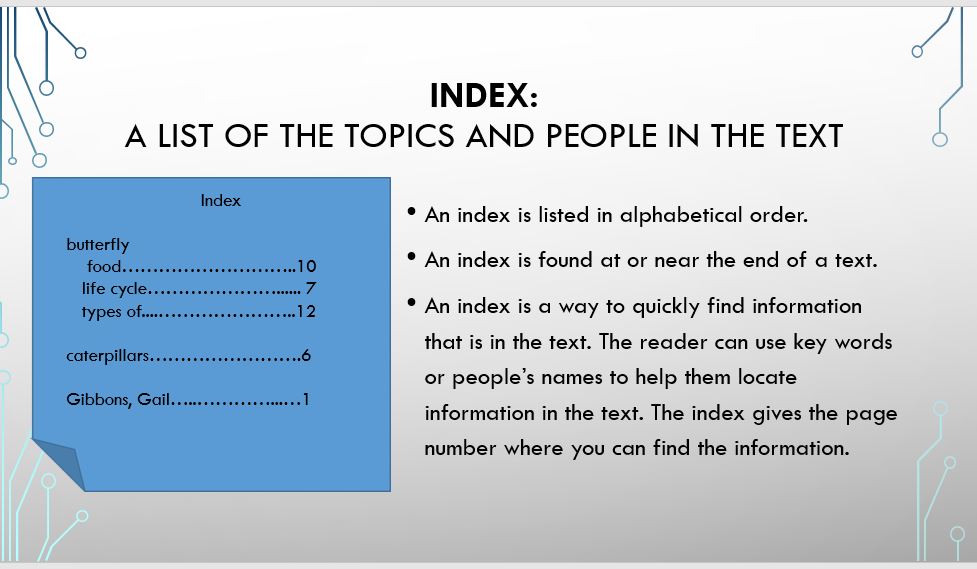 INDEX:
A LIST OF THE TOPICS AND PEOPLE IN THE TEXT
Index
butterfly
food………………………..10
life cycle…………………...... 7
types of....…………………..12
caterpillars…………………….6
Gibbons, Gail…..…………...…1
• An index is listed in alphabetical order.
• An index is found at or near the end of a text.
• An index is a way to quickly find information
that is in the text. The reader can use key words
or people’s names to help them locate
information in the text. The index gives the page
number where you can find the information.